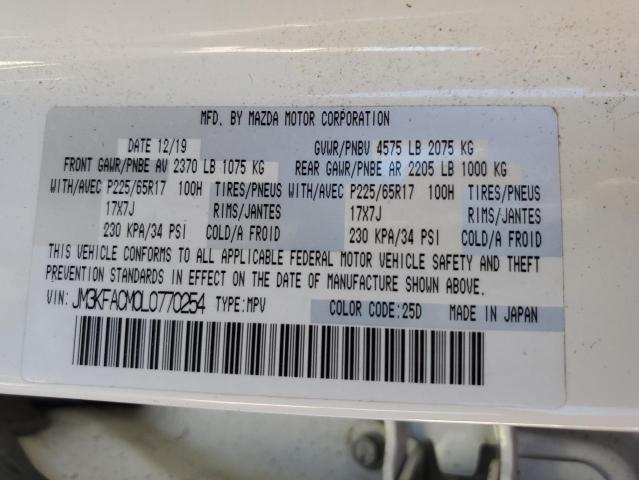 MFD. BY MAZDA MOTOR CORPORATION
DATE 12/19 GVWR/PNBV 4575 LB 2075 KG
FRONT GAWR/PNBE AV 2370 LB 1075 KG REAR GAWR/PNBE AR 2205 LB 1000 KG
WITH/AVEC P225/65R17 100H TIRES/PNEUS WITH/AVEC P225/65R17 100H TIRES/PNEUS
17X7J RIMS/JANTES 17X7J RIMS/JANTES
230 KPA/34 PSI COLD/A FROID 230 KPA/34 PSI COLD/A FROID
THIS VEHICLE CONFORMS TO ALL APPLICABLE FEDERAL MOTOR VEHICLE SAFETY AND THEFT
PREVENTION STANDARDS IN EFFECT ON THE DATE OF MANUFACTURE SHOWN ABOVE.
VIN: JM3KFACM0L0770254 TYPE:MPV COLOR CODE:25D MADE IN JAPAN